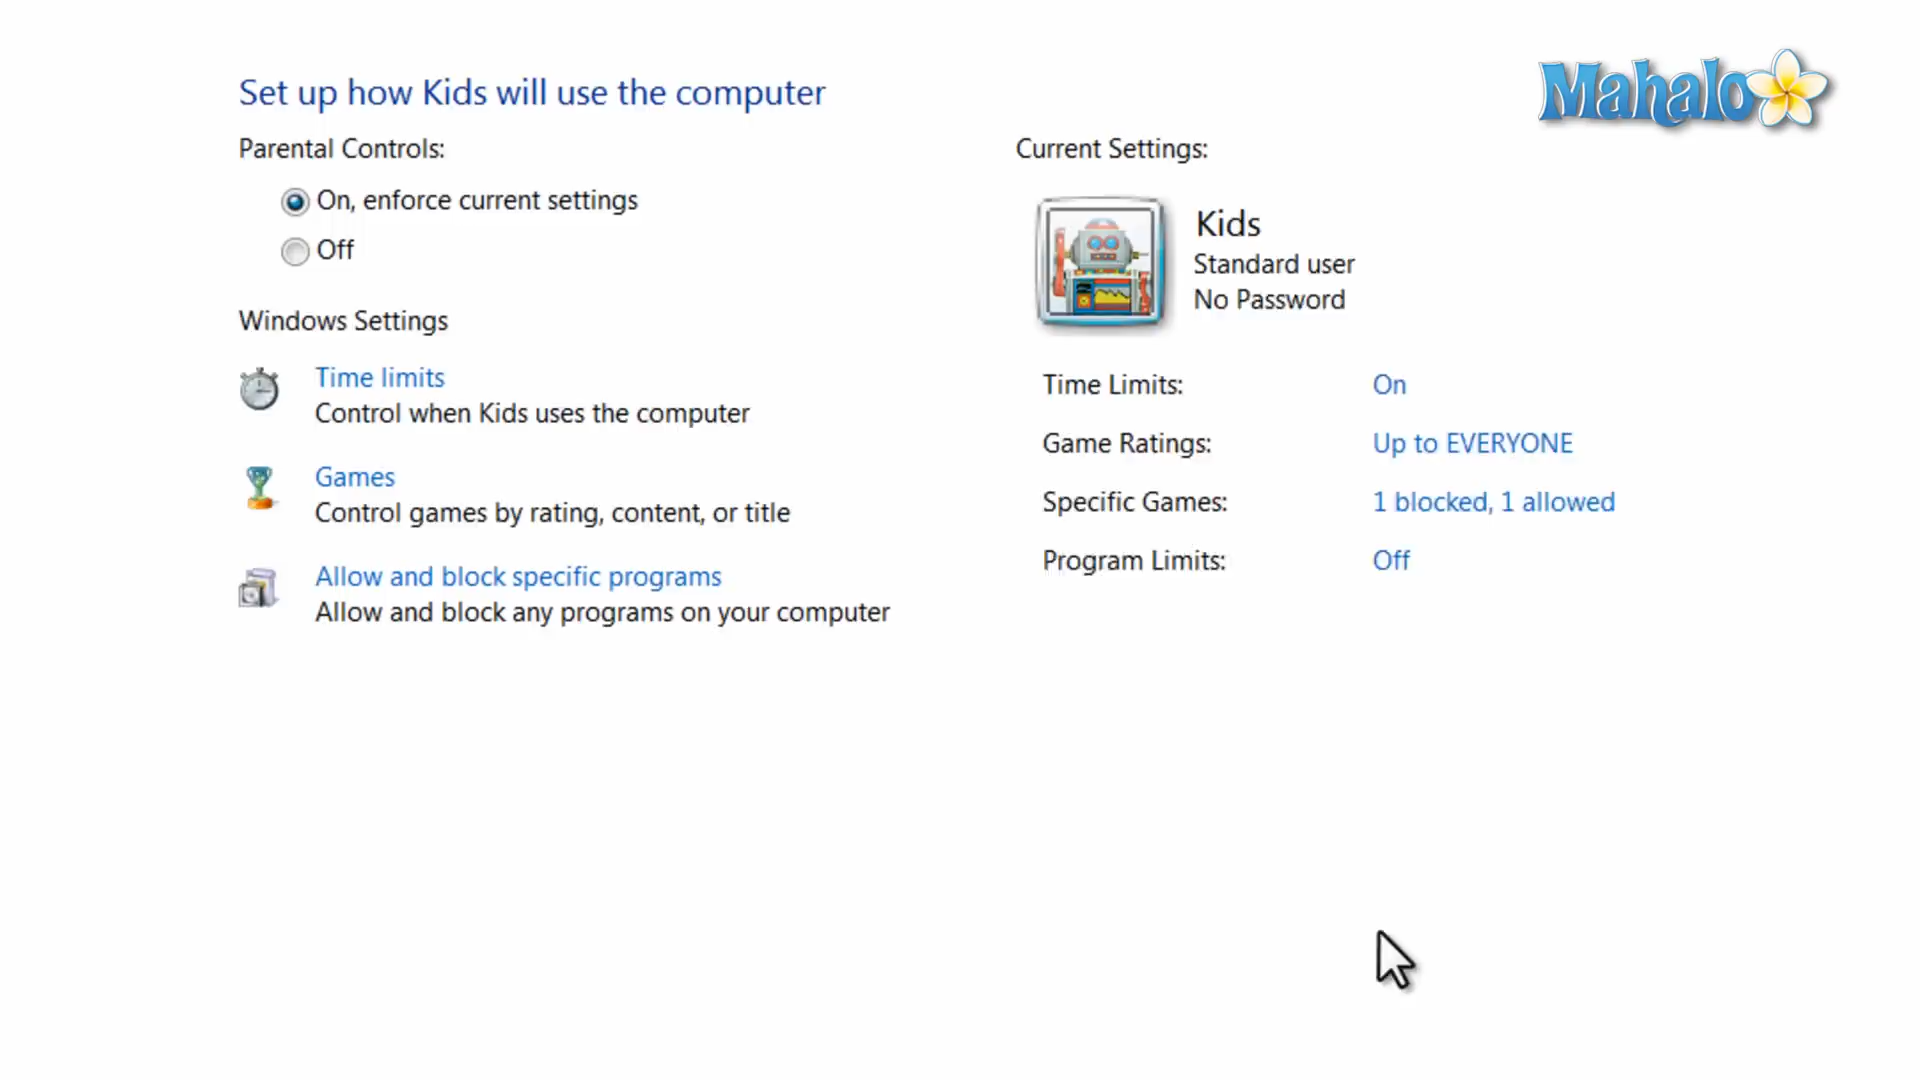 Mahalo
Set up how Kids will use the computer
Parental Controls:
On, enforce current settings
Off
Windows Settings
Time limits
Control when Kids uses the computer
Games
Control games by rating, content, or title
Allow and block specific programs
Allow and block any programs on your computer
Current Settings:
Kids
Standard user
No Password
Time Limits: On
Game Ratings: Up to EVERYONE
Specific Games: 1 blocked, 1 allowed
Program Limits: Off